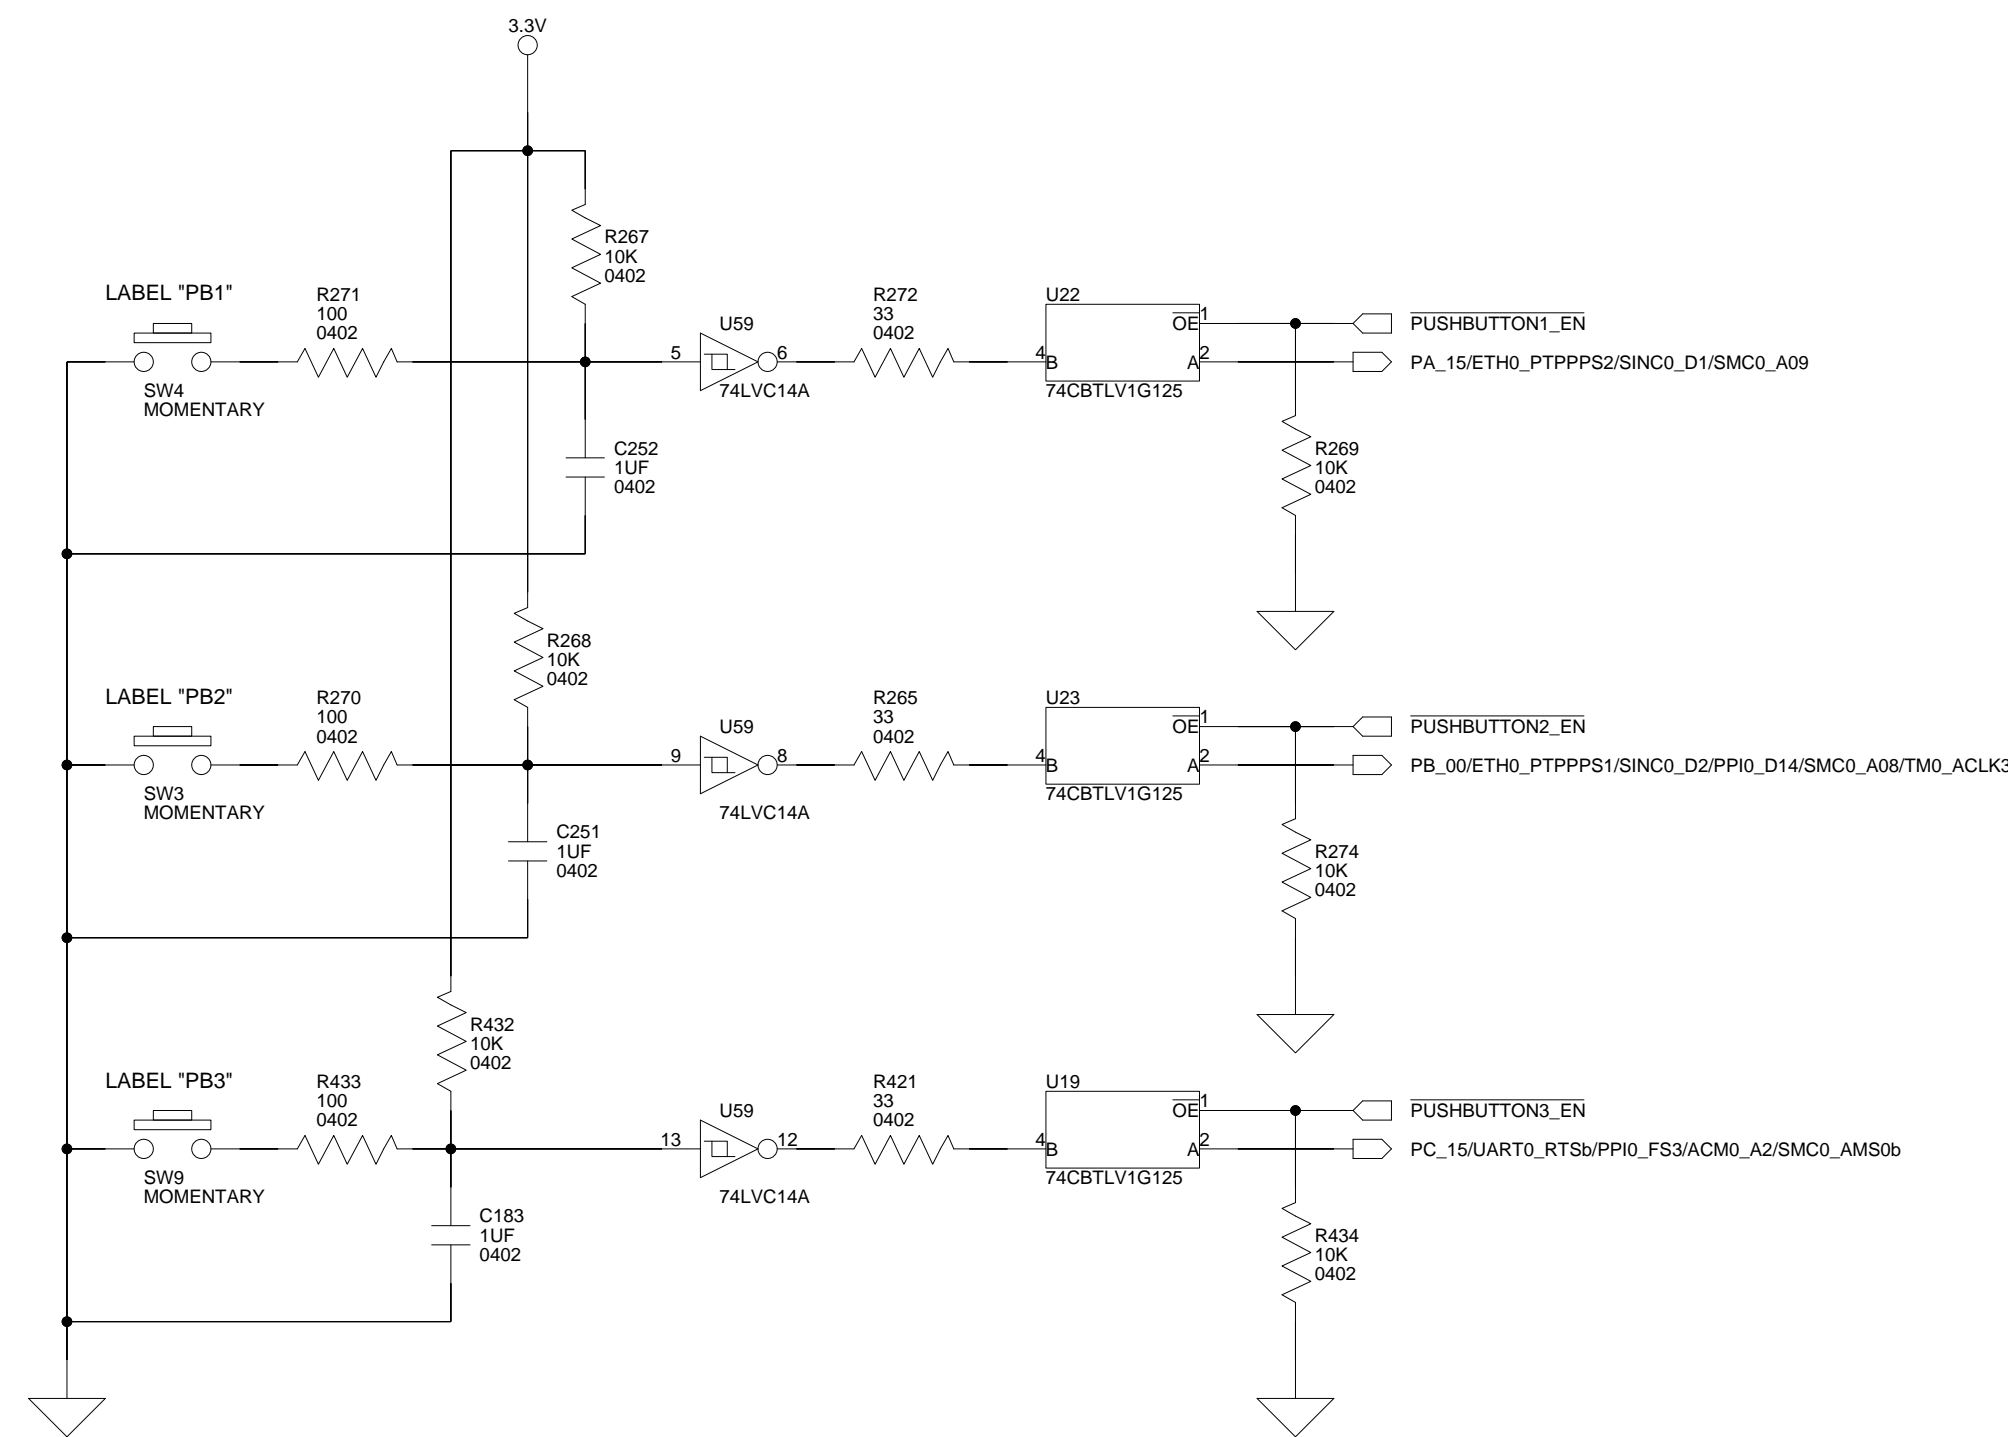 3.3V
R267
10K
0402
LABEL "PB1"
R271
100
0402
SW4
MOMENTARY
U59
5
6
74LVC14A
R272
33
0402
U22
4
B
OE
1
A
2
74CBTLV1G125
PUSHBUTTON1_EN
PA_15/ETH0_PTPPPS2/SINC0_D1/SMC0_A09
C252
1UF
0402
R269
10K
0402
R268
10K
0402
LABEL "PB2"
R270
100
0402
SW3
MOMENTARY
U59
9
8
74LVC14A
R265
33
0402
U23
4
B
OE
1
A
2
74CBTLV1G125
PUSHBUTTON2_EN
PB_00/ETH0_PTPPPS1/SINC0_D2/PPI0_D14/SMC0_A08/TM0_ACLK3
C251
1UF
0402
R274
10K
0402
R432
10K
0402
LABEL "PB3"
R433
100
0402
SW9
MOMENTARY
U59
13
12
74LVC14A
R421
33
0402
U19
4
B
OE
1
A
2
74CBTLV1G125
PUSHBUTTON3_EN
PC_15/UART0_RTSb/PPI0_FS3/ACM0_A2/SMC0_AMS0b
C183
1UF
0402
R434
10K
0402